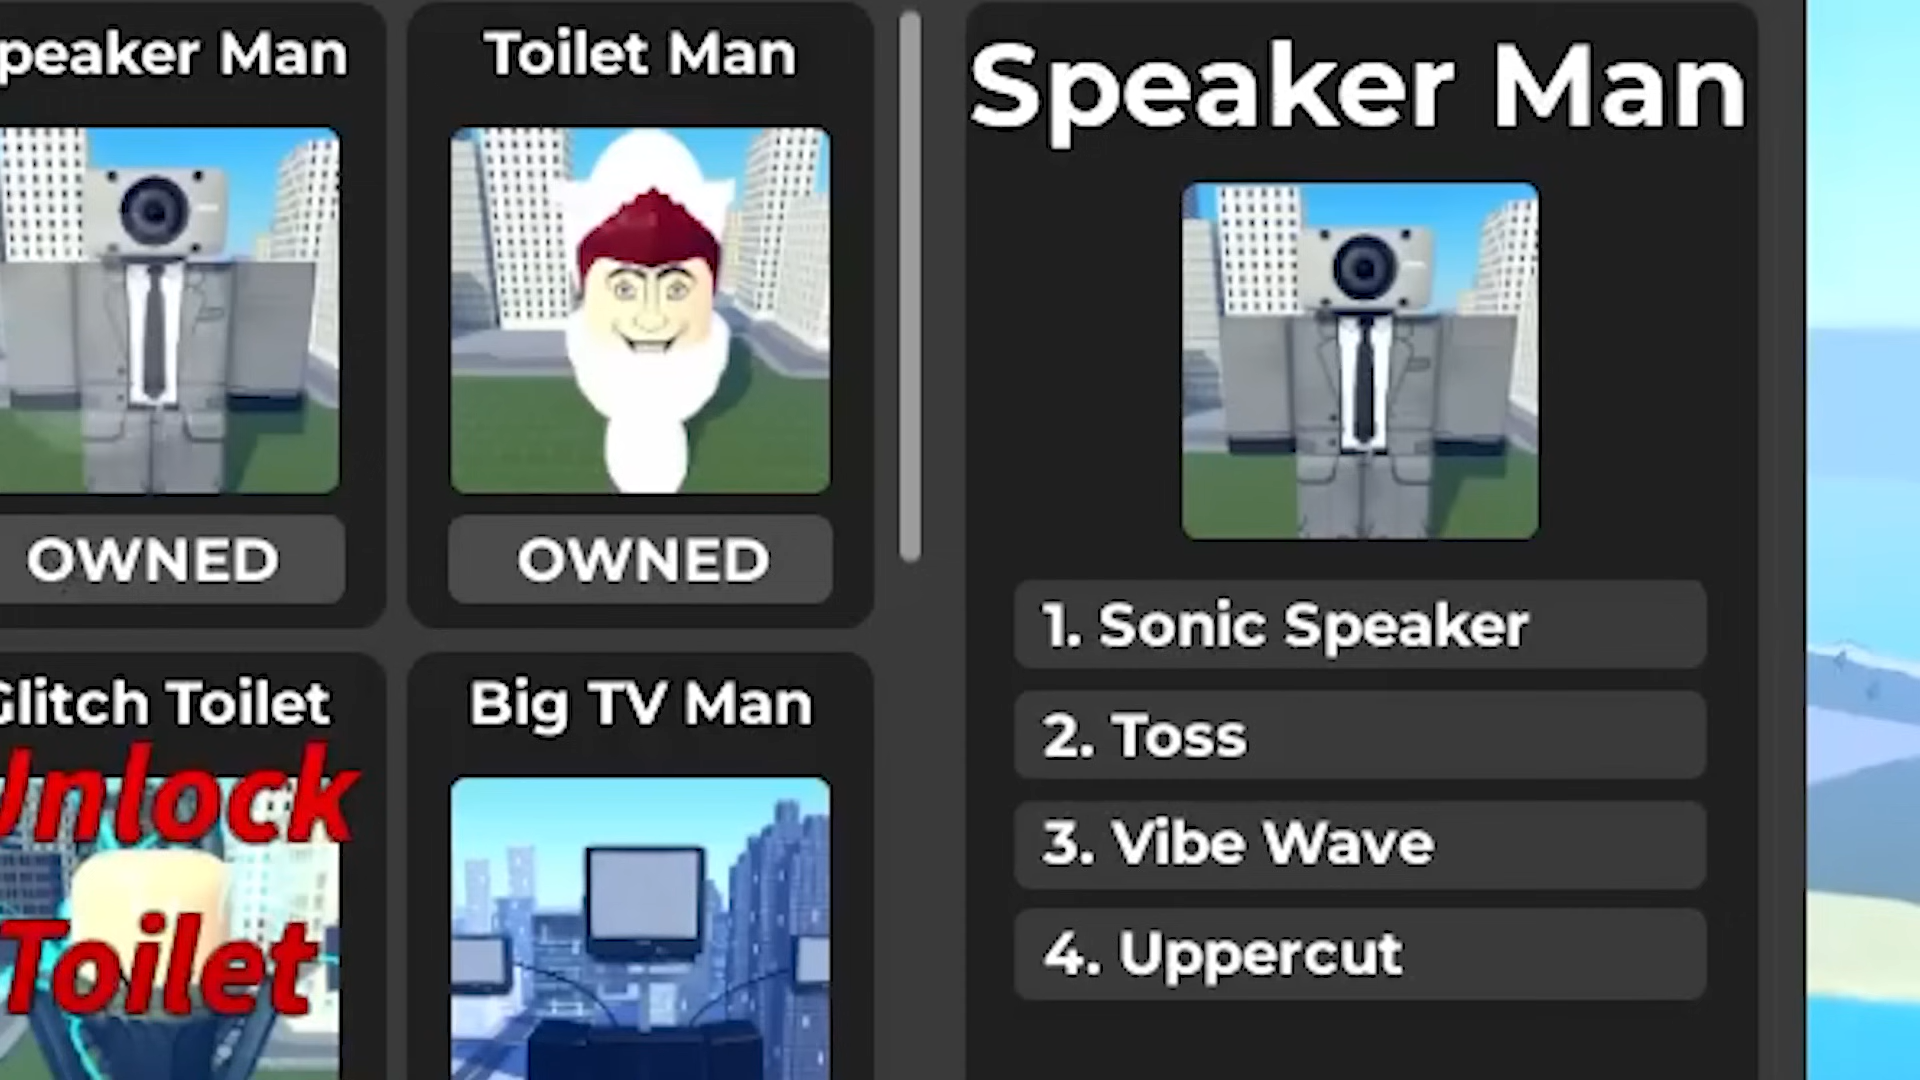 peaker Man
Toilet Man
OWNED
OWNED
Glitch Toilet
Unlock
Toilet
Big TV Man
Speaker Man
1. Sonic Speaker
2. Toss
3. Vibe Wave
4. Uppercut